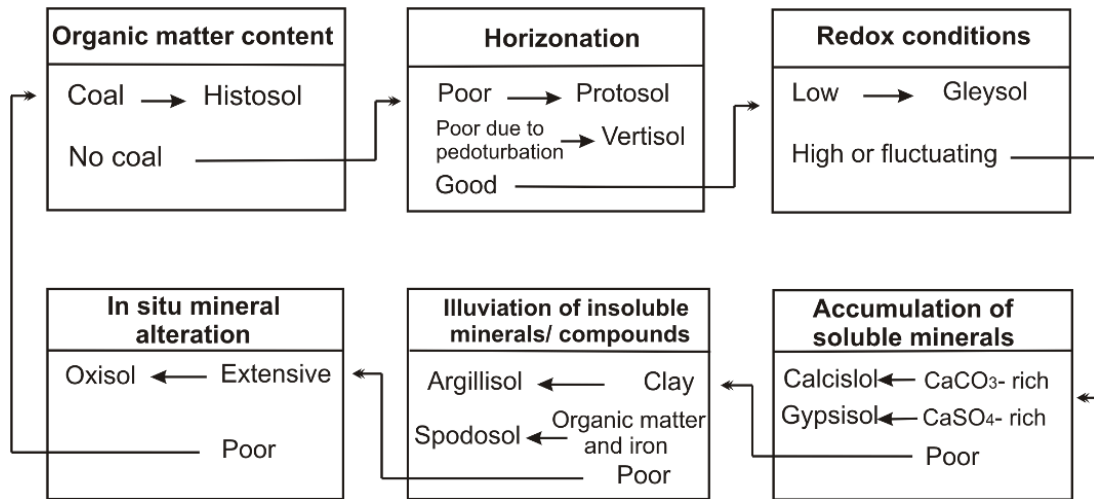 Organic matter content
Coal
Histosol
No coal
Horizonation
Poor
Protosol
Poor due to
pedoturbation
Vertisol
Good
Redox conditions
Low
Gleysol
High or fluctuating
In situ mineral
alteration
Oxisol
Extensive
Poor
Illuviation of insoluble
minerals/ compounds
Argillisol
Clay
Spodosol
Organic matter
and iron
Poor
Accumulation of
soluble minerals
Calcislol
CaCO3- rich
Gypsisol
CaSO4- rich
Poor